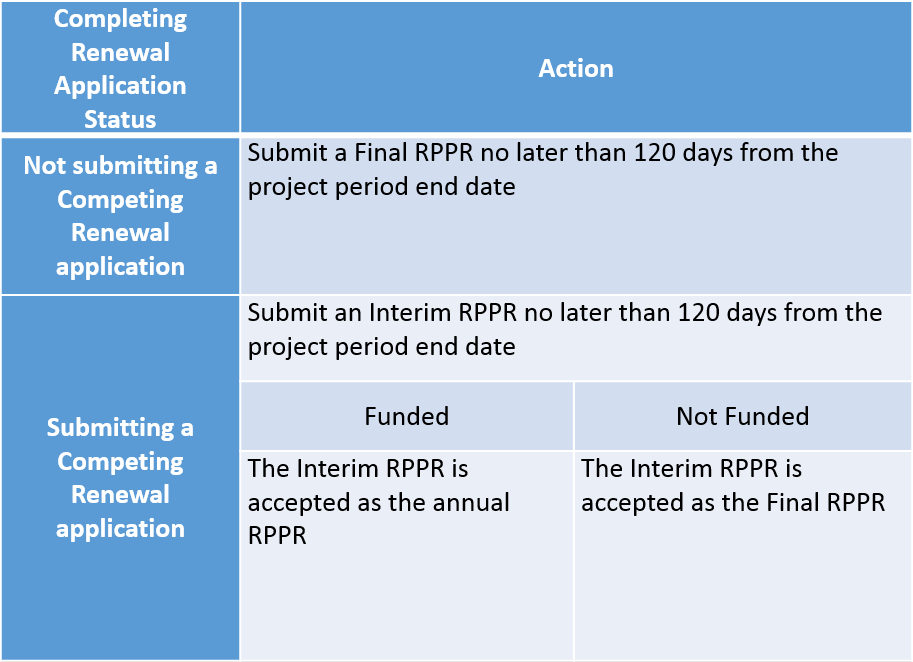 Completing
Renewal
Application
Status
Action
Not submitting a
Competing
Renewal
application
Submit a Final RPPR no later than 120 days from the
project period end date
Submitting a
Competing
Renewal
application
Submit an Interim RPPR no later than 120 days from the
project period end date
Funded
Not Funded
The Interim RPPR is
accepted as the annual
RPPR
The Interim RPPR is
accepted as the Final RPPR